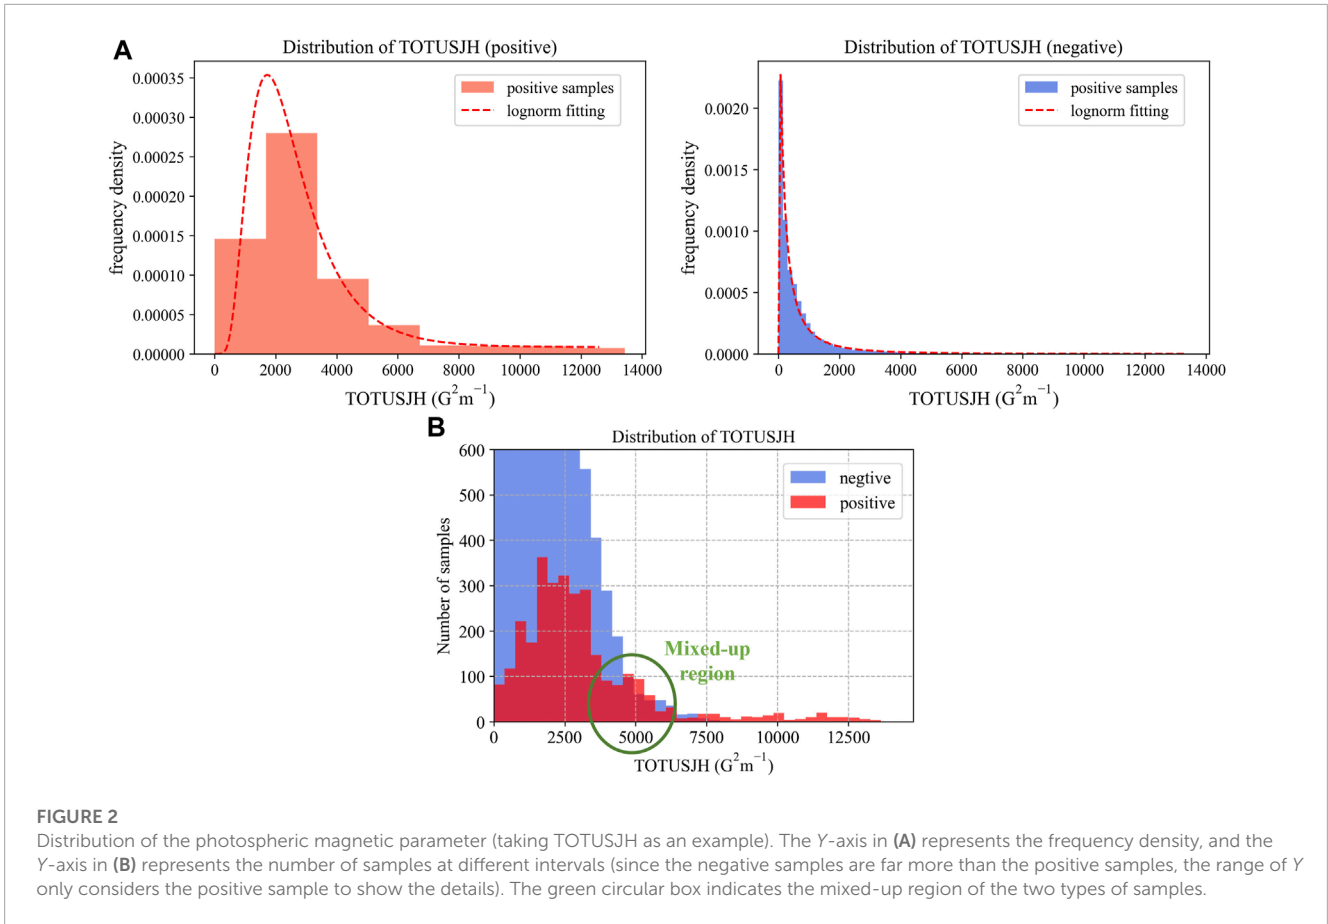 A
Distribution of TOTUSJH (positive)
0.00035
0.00030
0.00025
0.00020
0.00015
0.00010
0.00005
0.00000
frequency density
positive samples
lognorm fitting
0 2000 4000 6000 8000 10000 12000 14000
TOTUSJH (G²m⁻¹)
Distribution of TOTUSJH (negative)
0.0020
0.0015
0.0010
0.0005
0.0000
frequency density
positive samples
lognorm fitting
0 2000 4000 6000 8000 10000 12000 14000
TOTUSJH (G²m⁻¹)
B
Distribution of TOTUSJH
600
500
400
300
200
100
0
Number of samples
negtive
positive
Mixed-up
region
0 2500 5000 7500 10000 12500
TOTUSJH (G²m⁻¹)
FIGURE 2
Distribution of the photospheric magnetic parameter (taking TOTUSJH as an example). The Y-axis in (A) represents the frequency density, and the
Y-axis in (B) represents the number of samples at different intervals (since the negative samples are far more than the positive samples, the range of Y
only considers the positive sample to show the details). The green circular box indicates the mixed-up region of the two types of samples.